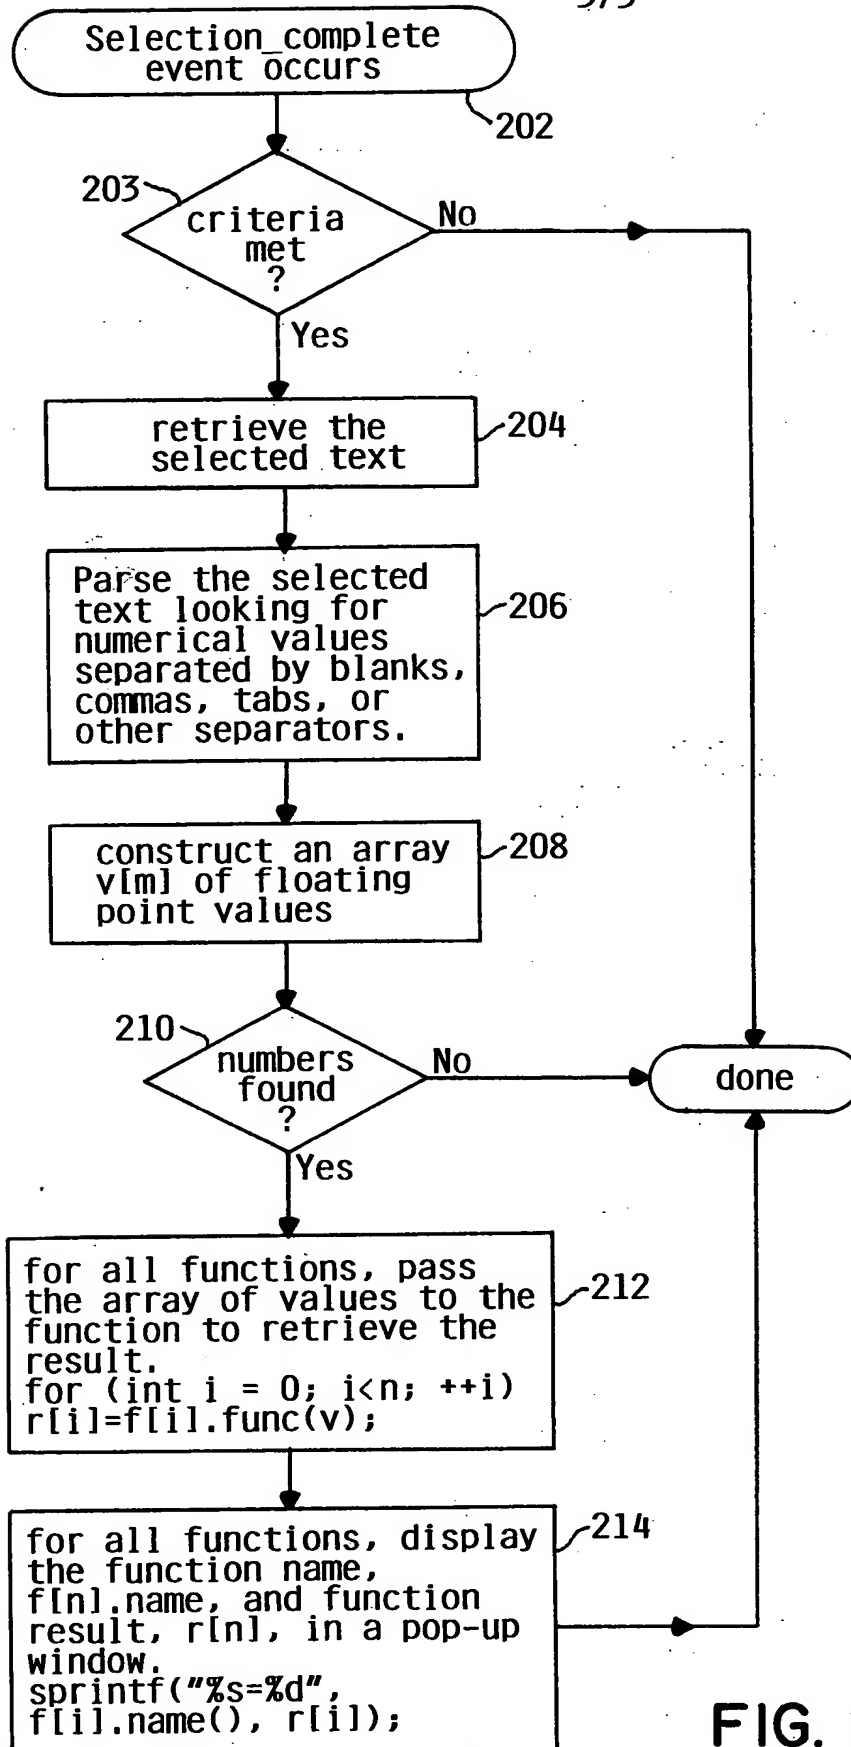 Selection_complete
event occurs
202
203
criteria
met
?
No
Yes
retrieve the
selected text
204
Parse the selected
text looking for
numerical values
separated by blanks,
commas, tabs, or
other separators.
206
construct an array
v[m] of floating
point values
208
210
numbers
found
?
No
done
Yes
for all functions, pass
the array of values to the
function to retrieve the
result.
for (int i = 0; i<n; ++i)
r[i]=f[i].func(v);
212
for all functions, display
the function name,
f[n].name, and function
result, r[n], in a pop-up
window.
sprintf("%s=%d",
f[i].name(), r[i]);
214
FIG.